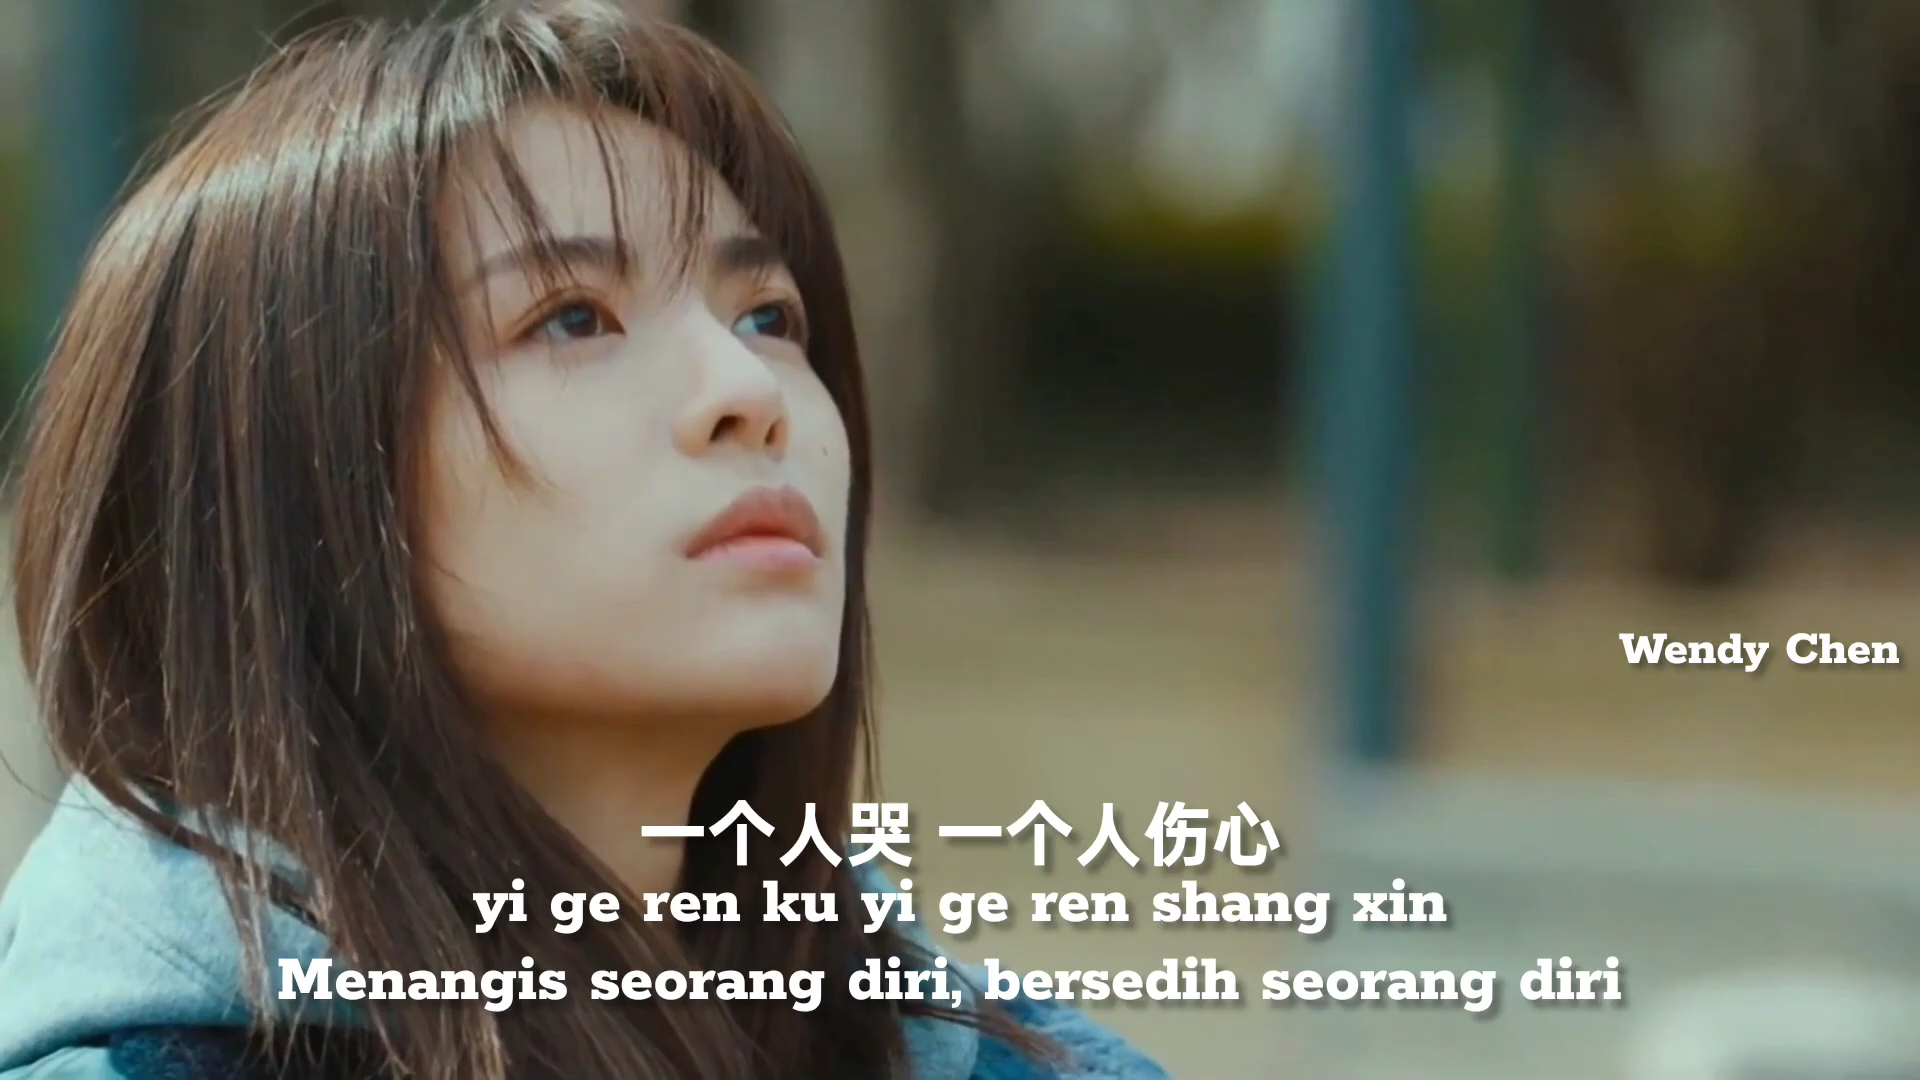 Wendy Chen
一个人哭 一个人伤心
yi ge ren ku yi ge ren shang xin
Menangis seorang diri, bersedih seorang diri